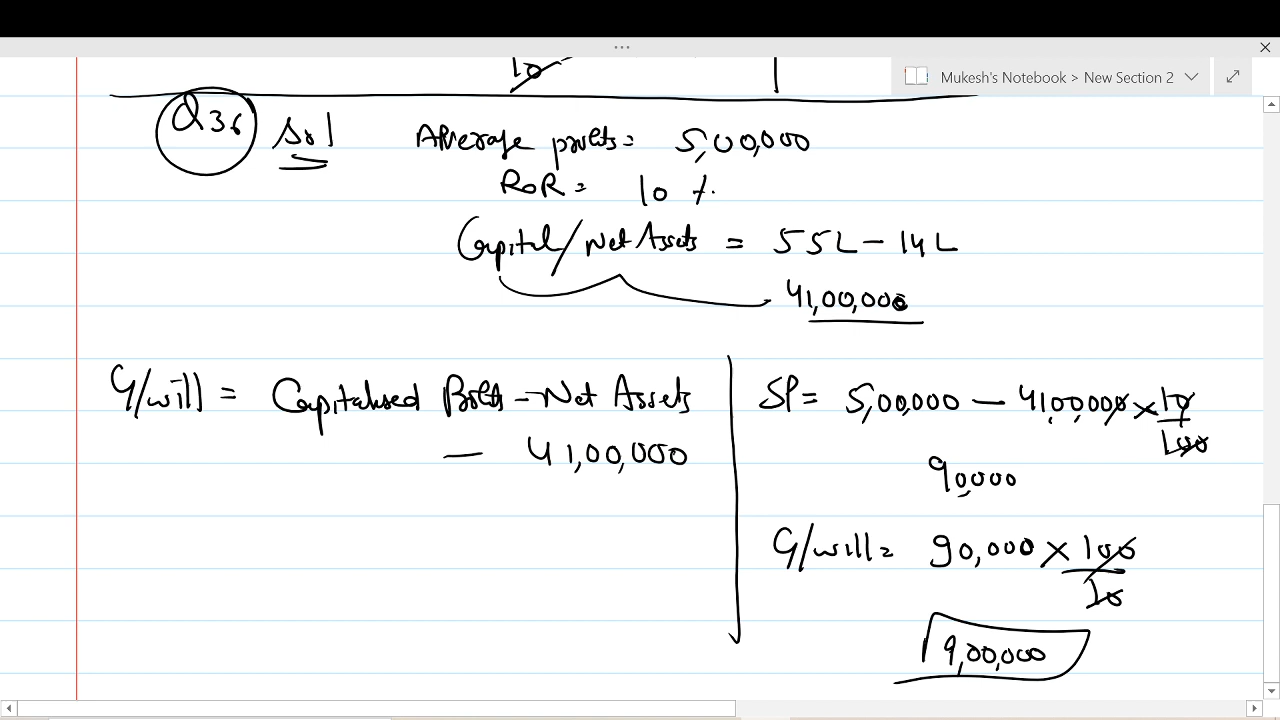 10
Mukesh's Notebook > New Section 2
Q36 Sol
Average profits = 5,00,000
ROR = 10 %
Capital/Net Assets = 55L - 14L
41,00,000
G/will = Capitalised Profits - Net Assets
- 41,00,000
SP = 5,00,000 - 41,00,000 × 10/100
90,000
G/will = 90,000 × 100/10
9,00,000